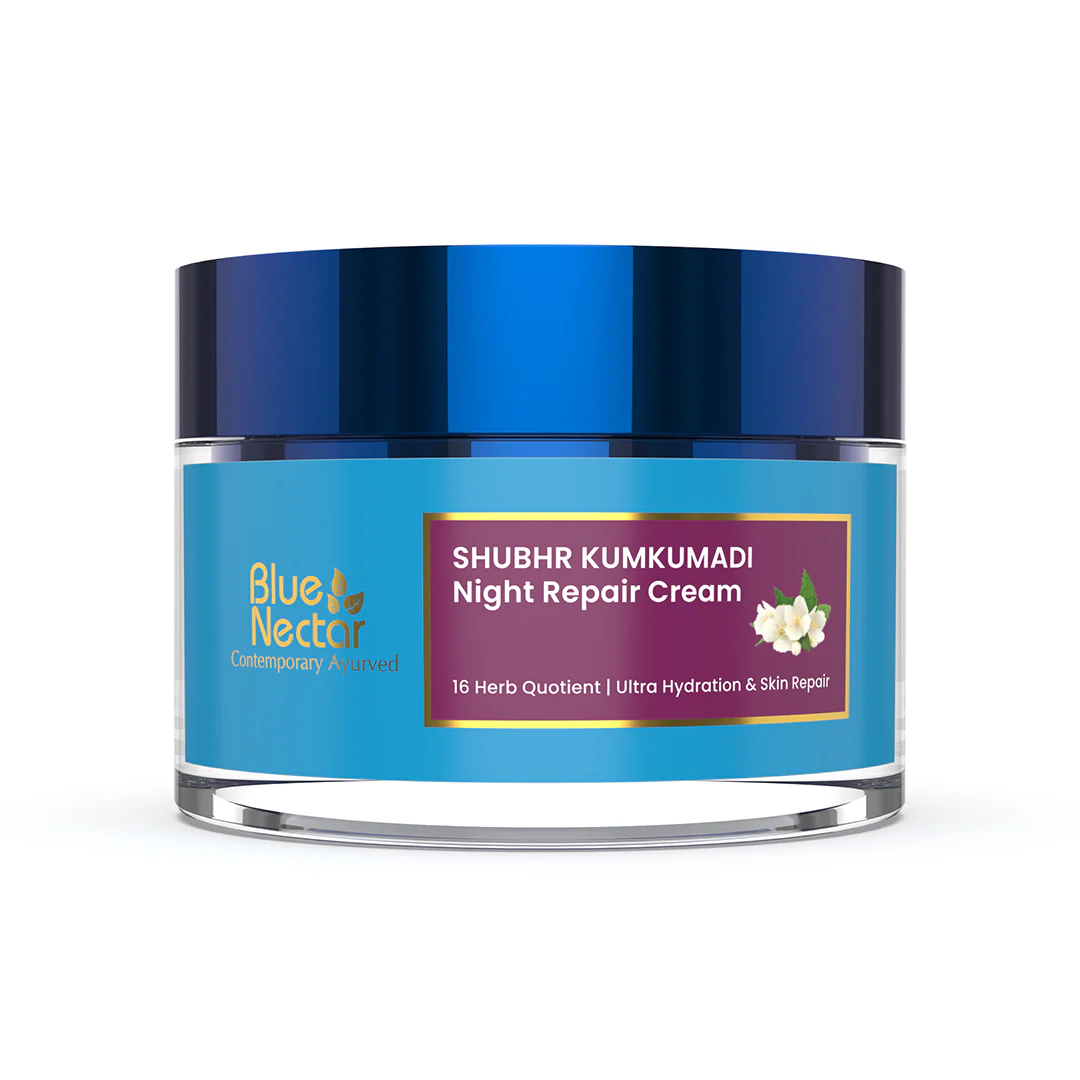 Blue
Nectar
Contemporary Ayurved
SHUBHR KUMKUMADI
Night Repair Cream
16 Herb Quotient | Ultra Hydration & Skin Repair